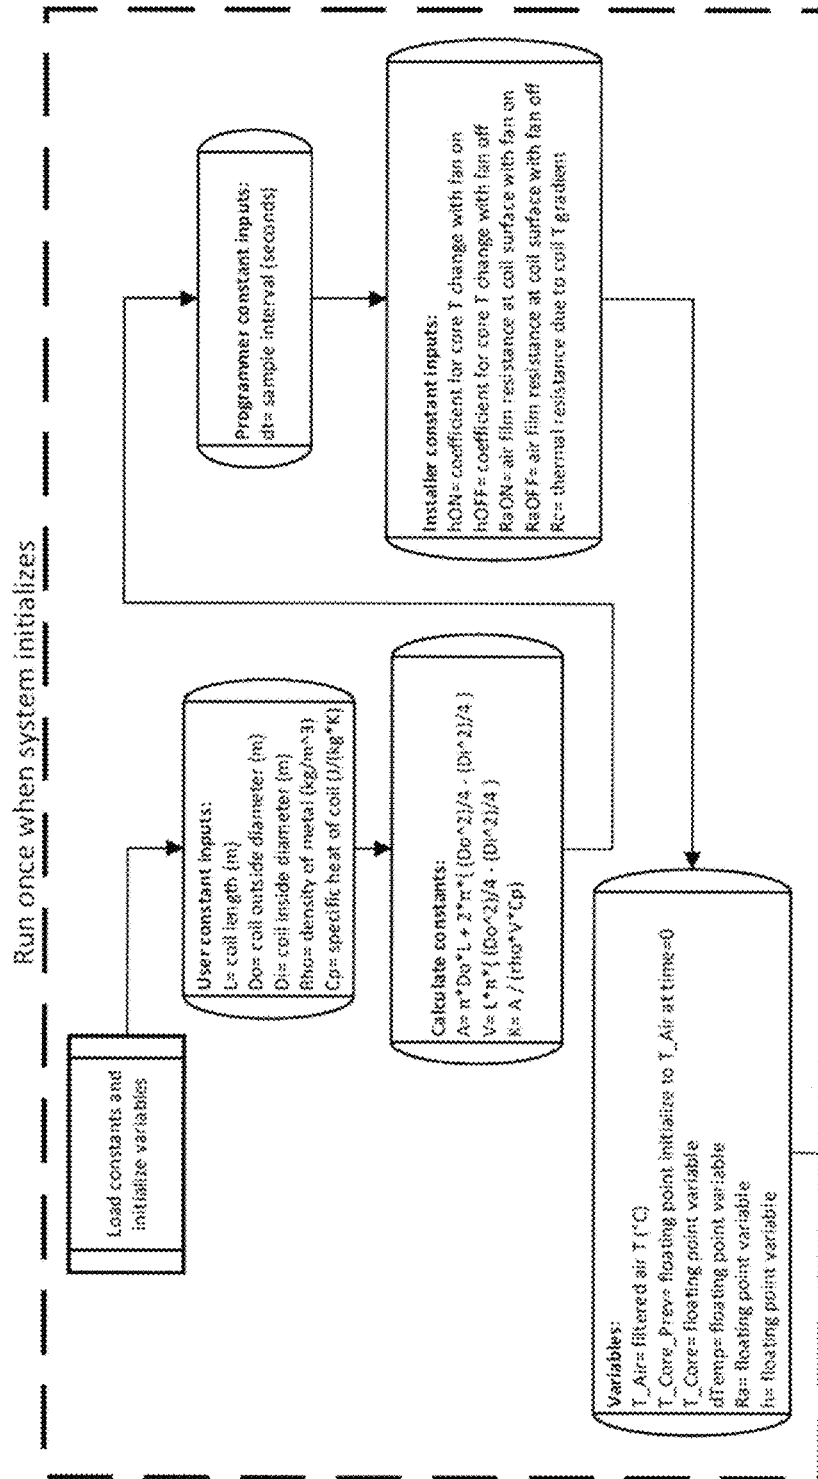 Run once when system initializes
Load constants and
initialize variables
User constant inputs:
L= coil length (m)
Do= coil outside diameter (m)
Di= coil inside diameter (m)
Rho= density of metal (kg/m^3)
Cp= specific heat of coil (J/(kg*K)
Calculate constants:
A= π*Do*L + 2*π*( (Do^2)/4 - (Di^2)/4 )
V= L*π*( (Do^2)/4 - (Di^2)/4 )
K= A / (rho*V*Cp)
Programmer constant inputs:
dt= sample interval (seconds)
Installer constant inputs:
hON= coefficient for core T change with fan on
hOFF= coefficient for core T change with fan off
RaON= air film resistance at coil surface with fan on
RaOFF= air film resistance at coil surface with fan off
Rc= thermal resistance due to coil T gradient
Variables:
T_Air= filtered air T (°C)
T_Core_Prev= floating point initialize to T_Air at time=0
T_Core= floating point variable
dTemp= floating point variable
Ra= floating point variable
h= floating point variable